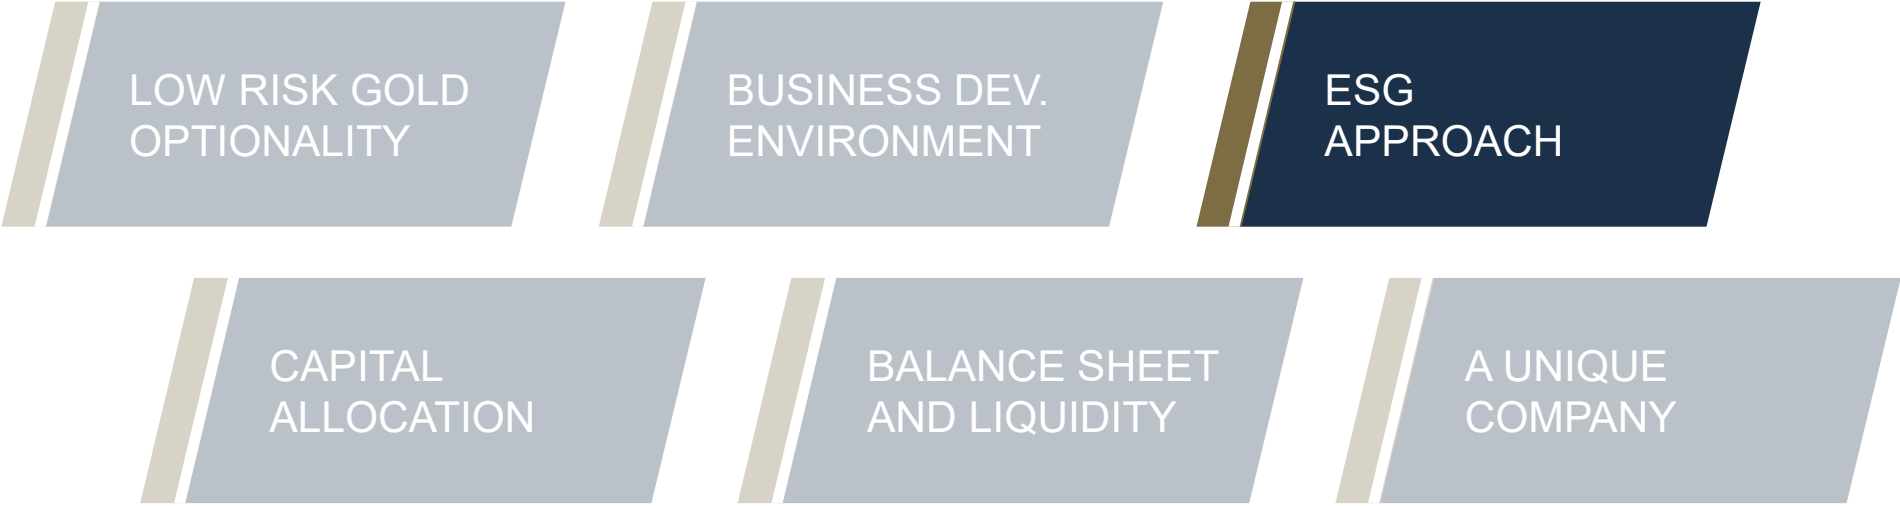 LOW RISK GOLD
OPTIONALITY
BUSINESS DEV.
ENVIRONMENT
ESG
APPROACH
CAPITAL
ALLOCATION
BALANCE SHEET
AND LIQUIDITY
A UNIQUE
COMPANY